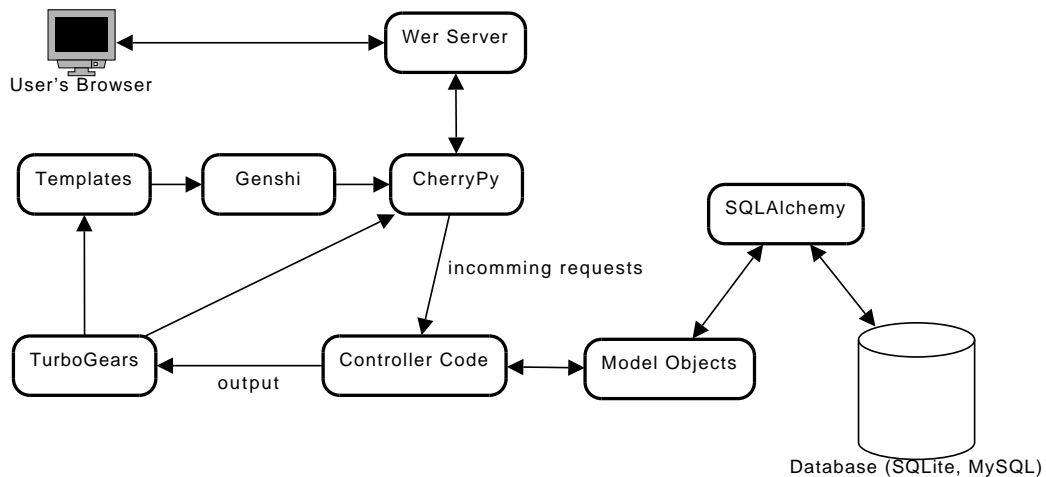 Wer Server
User's Browser
Templates
Genshi
CherryPy
SQLAlchemy
incomming requests
TurboGears
output
Controller Code
Model Objects
Database (SQLite, MySQL)